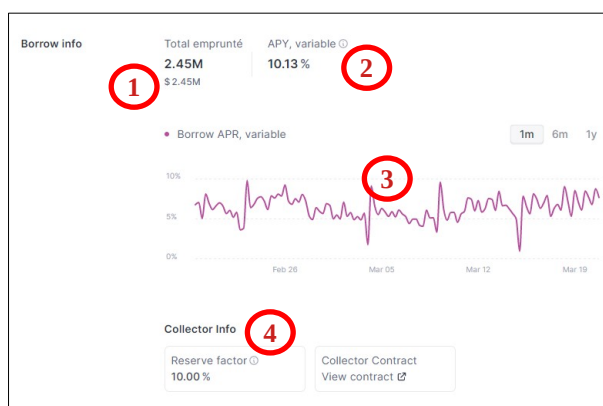 Borrow info
Total emprunté
APY, variable
2.45M
10.13 %
$ 2.45M
1
2
Borrow APR, variable
1m
6m
1y
3
10%
5%
0%
Feb 26
Mar 05
Mar 12
Mar 19
Collector Info
4
Reserve factor
10.00 %
Collector Contract
View contract